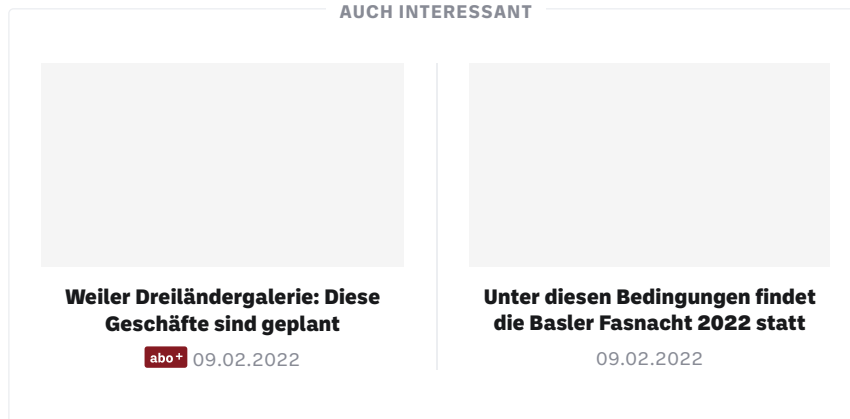 AUCH INTERESSANT
Weiler Dreiländergalerie: Diese
Geschäfte sind geplant
abo+ 09.02.2022
Unter diesen Bedingungen findet
die Basler Fasnacht 2022 statt
09.02.2022